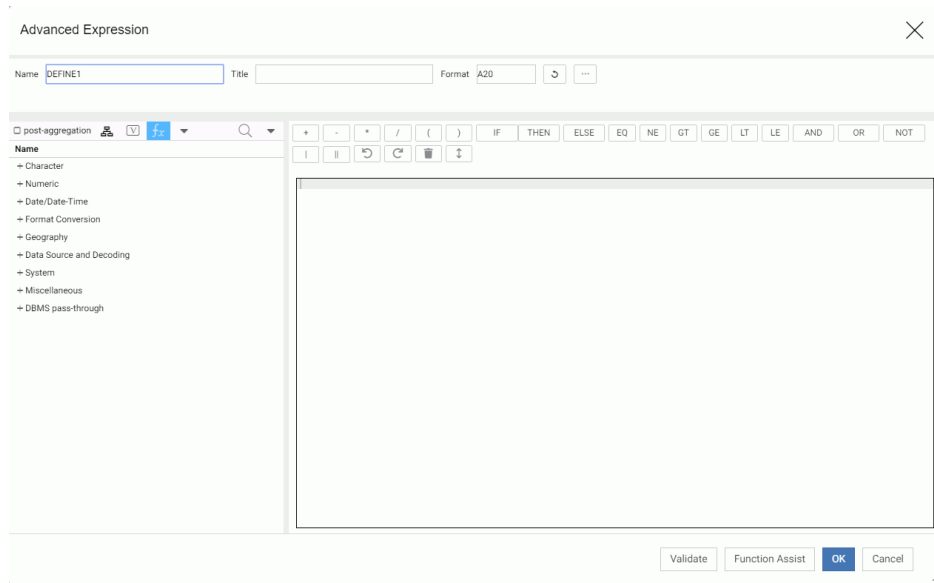 Advanced Expression
Name DEFINE1 Title Format A20 ...
post-aggregation V fx
+ - * / ( ) IF THEN ELSE EQ NE GT GE LT LE AND OR NOT
| ||
Name
+ Character
+ Numeric
+ Date/Date-Time
+ Format Conversion
+ Geography
+ Data Source and Decoding
+ System
+ Miscellaneous
+ DBMS pass-through
Validate Function Assist OK Cancel